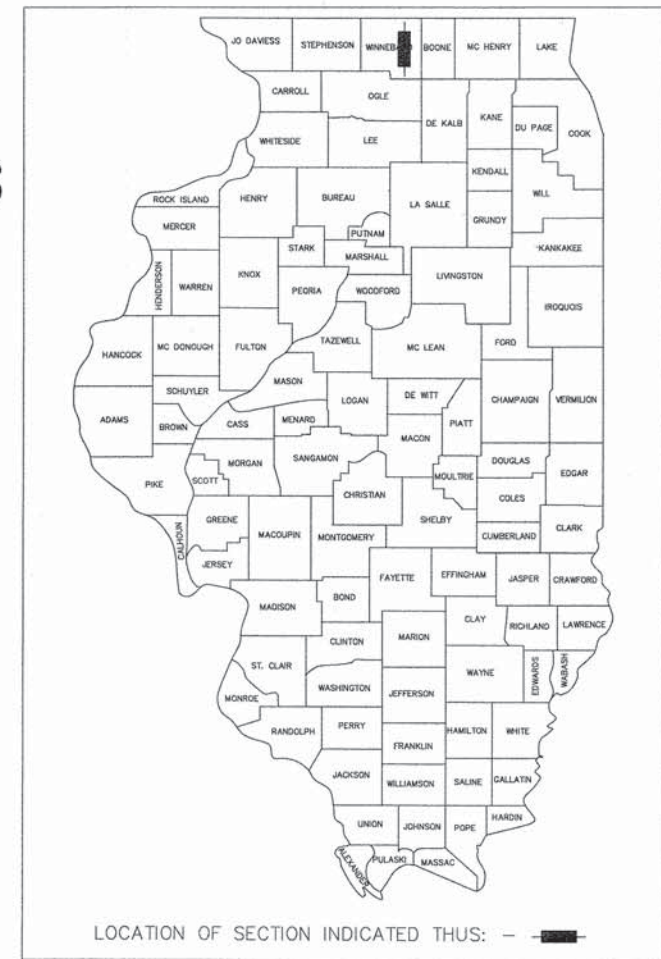 JO DAVIESS
STEPHENSON
WINNEBAGO
BOONE
MC HENRY
LAKE
CARROLL
OGLE
DE KALB
KANE
DU PAGE
COOK
WHITESIDE
LEE
KENDALL
WILL
ROCK ISLAND
HENRY
BUREAU
LA SALLE
GRUNDY
MERCER
PUTNAM
STARK
MARSHALL
KANKAKEE
HENDERSON
WARREN
KNOX
PEORIA
WOODFORD
LIVINGSTON
IROQUOIS
HANCOCK
MC DONOUGH
FULTON
TAZEWELL
MC LEAN
FORD
SCHUYLER
MASON
LOGAN
DE WITT
CHAMPAIGN
VERMILION
ADAMS
BROWN
CASS
MENARD
PIATT
MACON
PIKE
SCOTT
MORGAN
SANGAMON
CHRISTIAN
MOULTRIE
DOUGLAS
EDGAR
COLES
CALHOUN
GREENE
MACOUPIN
MONTGOMERY
SHELBY
CUMBERLAND
CLARK
JERSEY
FAYETTE
EFFINGHAM
JASPER
CRAWFORD
MADISON
BOND
CLAY
RICHLAND
LAWRENCE
CLINTON
MARION
ST. CLAIR
WAYNE
EDWARDS
WABASH
MONROE
WASHINGTON
JEFFERSON
RANDOLPH
PERRY
HAMILTON
WHITE
FRANKLIN
JACKSON
WILLIAMSON
SALINE
GALLATIN
UNION
JOHNSON
POPE
HARDIN
ALEXANDER
PULASKI
MASSAC
LOCATION OF SECTION INDICATED THUS: –